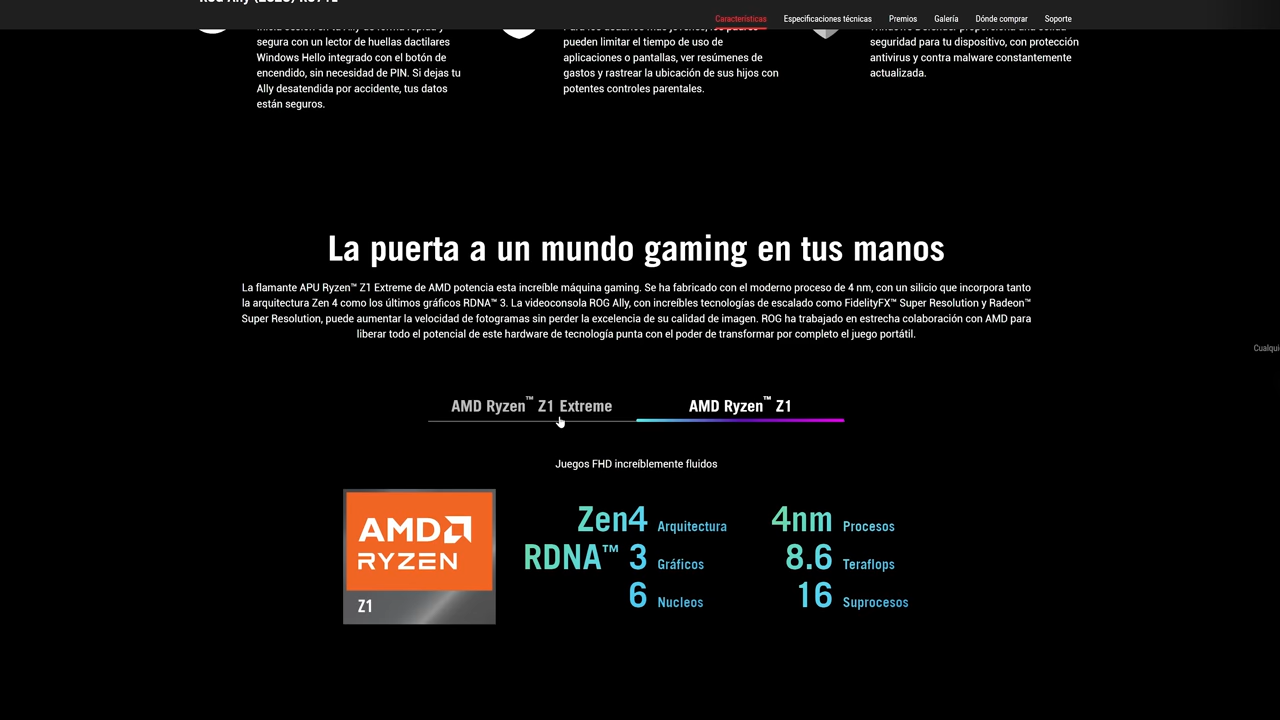 Características Especificaciones técnicas Premios Galería Dónde comprar Soporte
segura con un lector de huellas dactilares
Windows Hello integrado con el botón de
encendido, sin necesidad de PIN. Si dejas tu
Ally desatendida por accidente, tus datos
están seguros.
pueden limitar el tiempo de uso de
aplicaciones o pantallas, ver resúmenes de
gastos y rastrear la ubicación de sus hijos con
potentes controles parentales.
seguridad para tu dispositivo, con protección
antivirus y contra malware constantemente
actualizada.
La puerta a un mundo gaming en tus manos
La flamante APU Ryzen™ Z1 Extreme de AMD potencia esta increíble máquina gaming. Se ha fabricado con el moderno proceso de 4 nm, con un silicio que incorpora tanto
la arquitectura Zen 4 como los últimos gráficos RDNA™ 3. La videoconsola ROG Ally, con increíbles tecnologías de escalado como FidelityFX™ Super Resolution y Radeon™
Super Resolution, puede aumentar la velocidad de fotogramas sin perder la excelencia de su calidad de imagen. ROG ha trabajado en estrecha colaboración con AMD para
liberar todo el potencial de este hardware de tecnología punta con el poder de transformar por completo el juego portátil.
AMD Ryzen™ Z1 Extreme AMD Ryzen™ Z1
Juegos FHD increíblemente fluidos
AMD
RYZEN
Z1
Zen4 Arquitectura
4nm Procesos
RDNA™ 3 Gráficos
8.6 Teraflops
6 Nucleos
16 Suprocesos